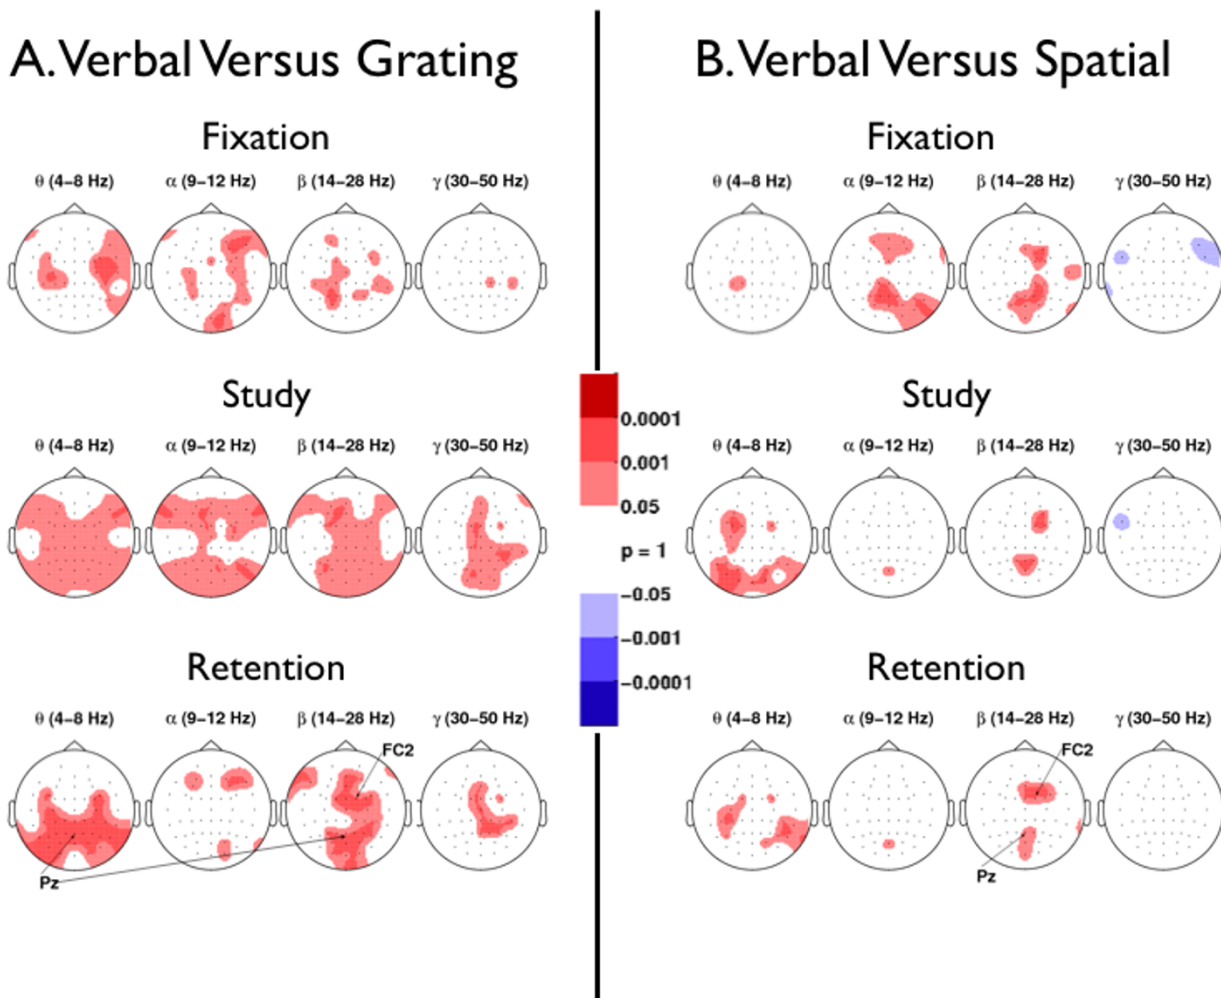 A. Verbal Versus Grating
Fixation
θ (4–8 Hz) α (9–12 Hz) β (14–28 Hz) γ (30–50 Hz)
Study
θ (4–8 Hz) α (9–12 Hz) β (14–28 Hz) γ (30–50 Hz)
Retention
θ (4–8 Hz) α (9–12 Hz) β (14–28 Hz) γ (30–50 Hz)
FC2
Pz
0.0001
0.001
0.05
p = 1
−0.05
−0.001
−0.0001
B. Verbal Versus Spatial
Fixation
θ (4–8 Hz) α (9–12 Hz) β (14–28 Hz) γ (30–50 Hz)
Study
θ (4–8 Hz) α (9–12 Hz) β (14–28 Hz) γ (30–50 Hz)
Retention
θ (4–8 Hz) α (9–12 Hz) β (14–28 Hz) γ (30–50 Hz)
FC2
Pz